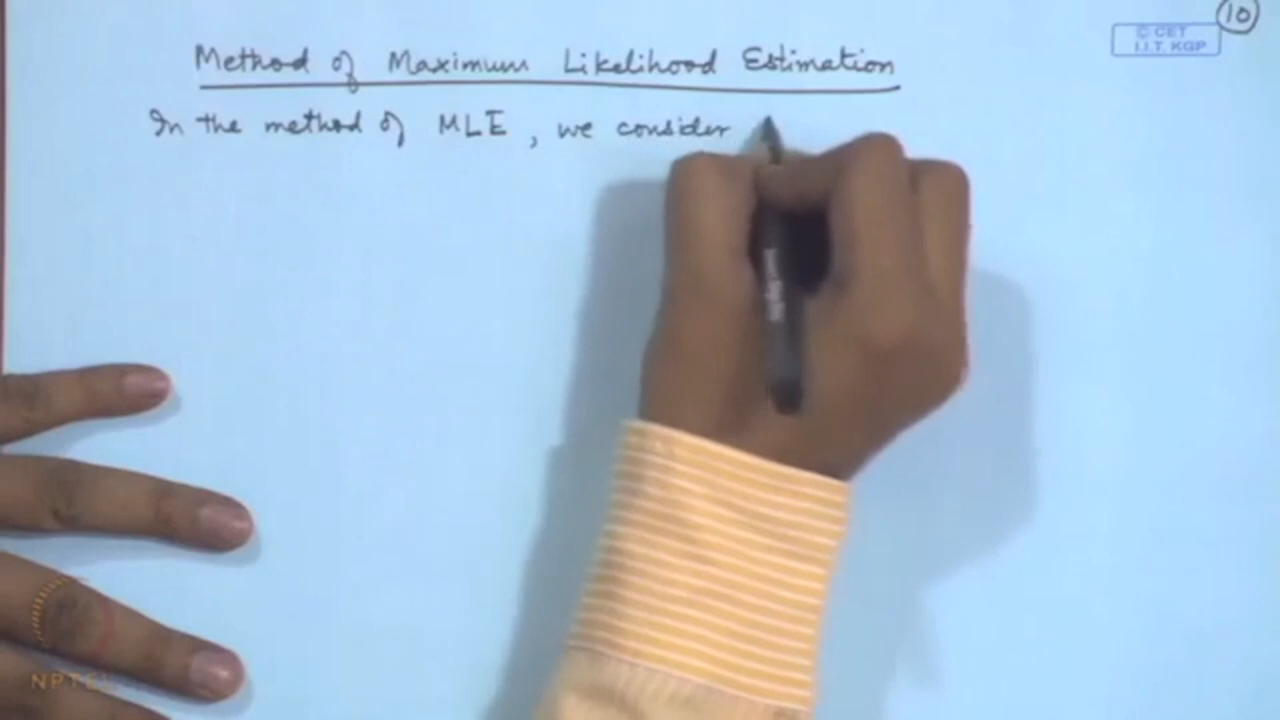 10
© CET
I.I.T. KGP
Method of Maximum Likelihood Estimation
In the method of MLE, we consider
NPTEL